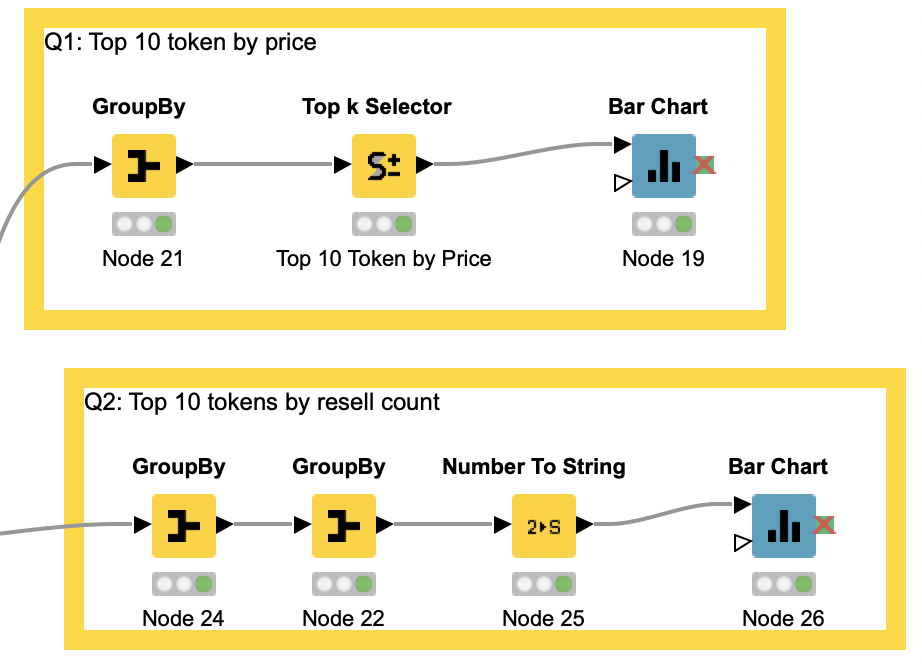 Q1: Top 10 token by price
GroupBy
Top k Selector
Bar Chart
S
Node 21
Top 10 Token by Price
Node 19
Q2: Top 10 tokens by resell count
GroupBy
GroupBy
Number To String
Bar Chart
2▸S
Node 24
Node 22
Node 25
Node 26